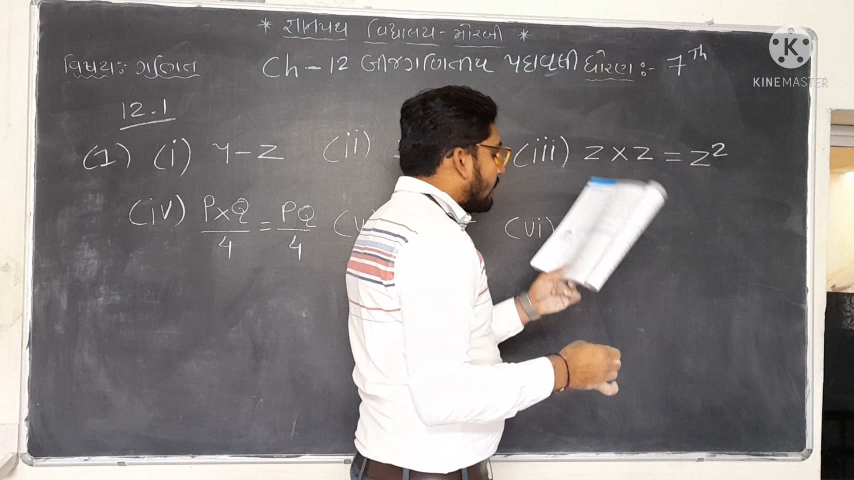 * રામપથ વિદ્યાલય - મોરબી *
વિષય: ગણિત Ch - 12 બીજગણિતીય પદાવલી ધોરણ :- 7th
K
KINEMASTER
12.1
(1) (i) Y - Z (ii) (iii) Z × Z = Z²
(iv) P×Q/4 = PQ/4 (v (vi)